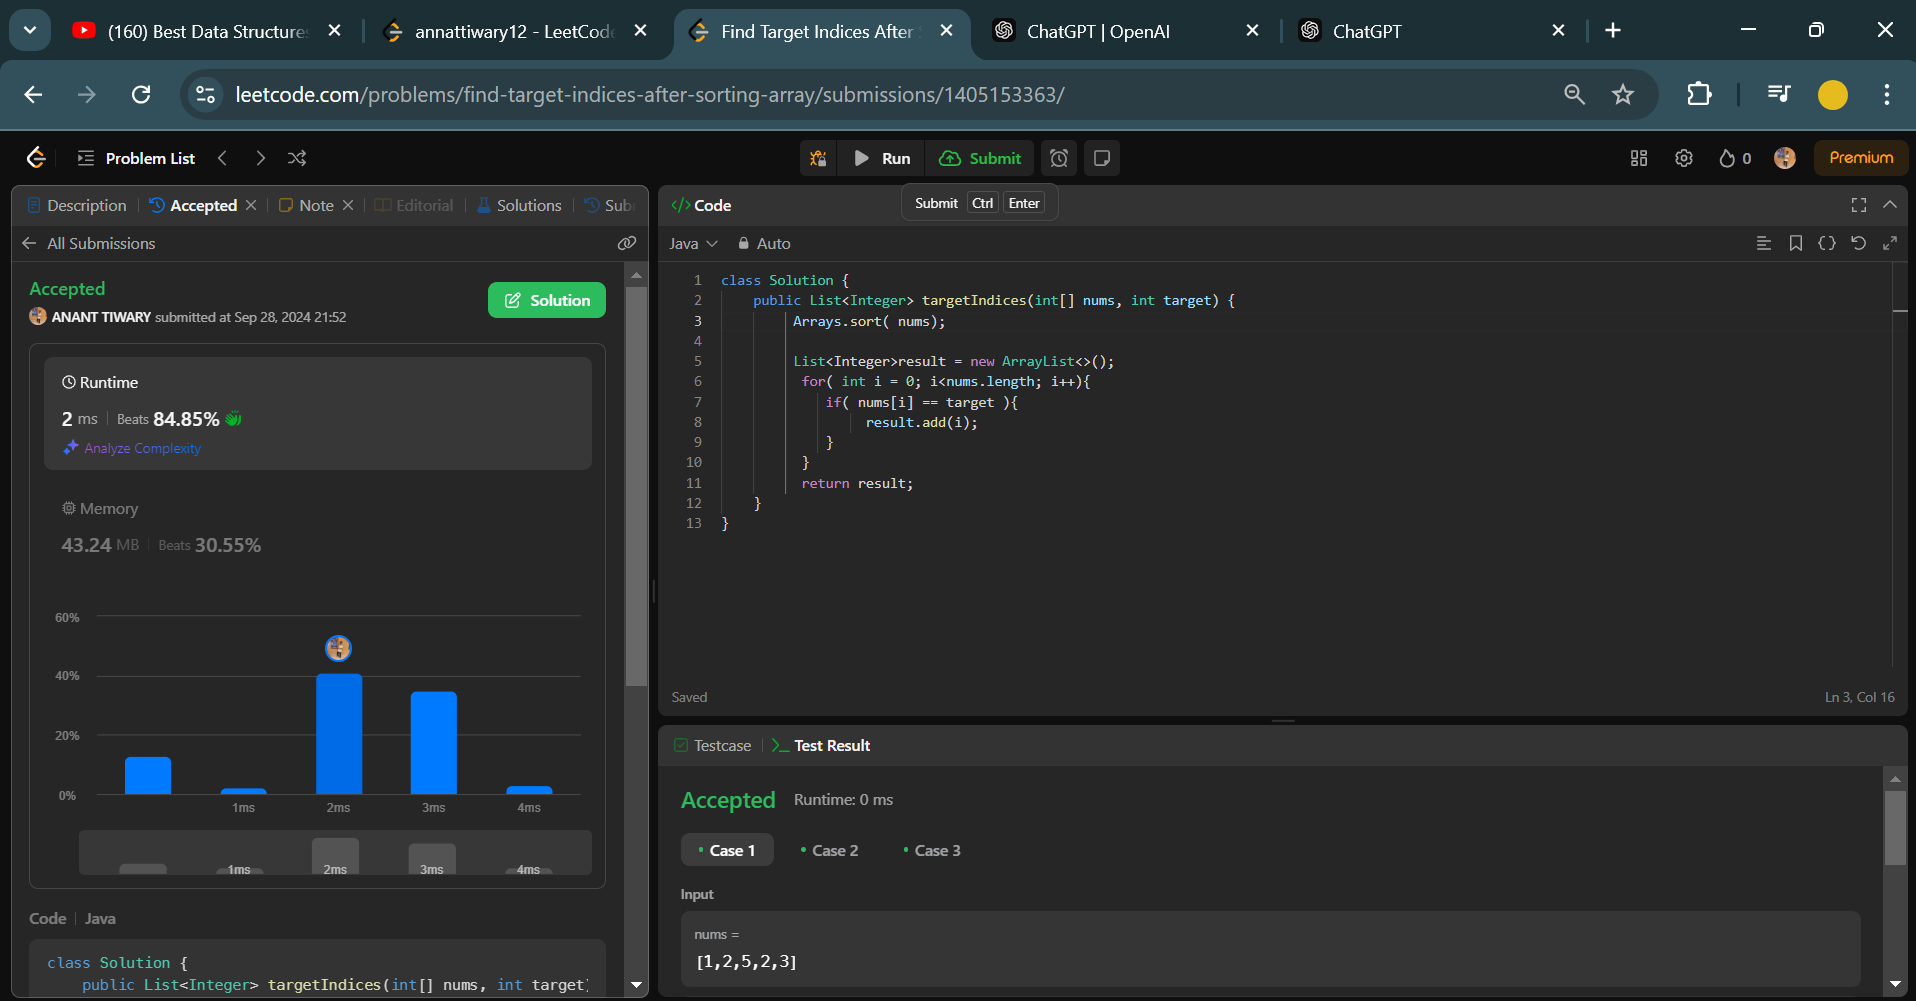 (160) Best Data Structures
annattiwary12 - LeetCode
Find Target Indices After S
ChatGPT | OpenAI
ChatGPT
leetcode.com/problems/find-target-indices-after-sorting-array/submissions/1405153363/
Problem List
Run
Submit
0
Premium
Description
Accepted
Note
Editorial
Solutions
Sub
Code
Submit Ctrl Enter
All Submissions
Java
Auto
Accepted
ANANT TIWARY submitted at Sep 28, 2024 21:52
Solution
Runtime
2 ms | Beats 84.85%
Analyze Complexity
Memory
43.24 MB | Beats 30.55%
60%
40%
20%
0%
1ms 2ms 3ms 4ms
1ms 2ms 3ms 4ms
Code | Java
class Solution {
public List<Integer> targetIndices(int[] nums, int target)
1 class Solution {
2 public List<Integer> targetIndices(int[] nums, int target) {
3 Arrays.sort( nums);
4
5 List<Integer>result = new ArrayList<>();
6 for( int i = 0; i<nums.length; i++){
7 if( nums[i] == target ){
8 result.add(i);
9 }
10 }
11 return result;
12 }
13 }
Saved
Ln 3, Col 16
Testcase
Test Result
Accepted Runtime: 0 ms
Case 1
Case 2
Case 3
Input
nums =
[1,2,5,2,3]